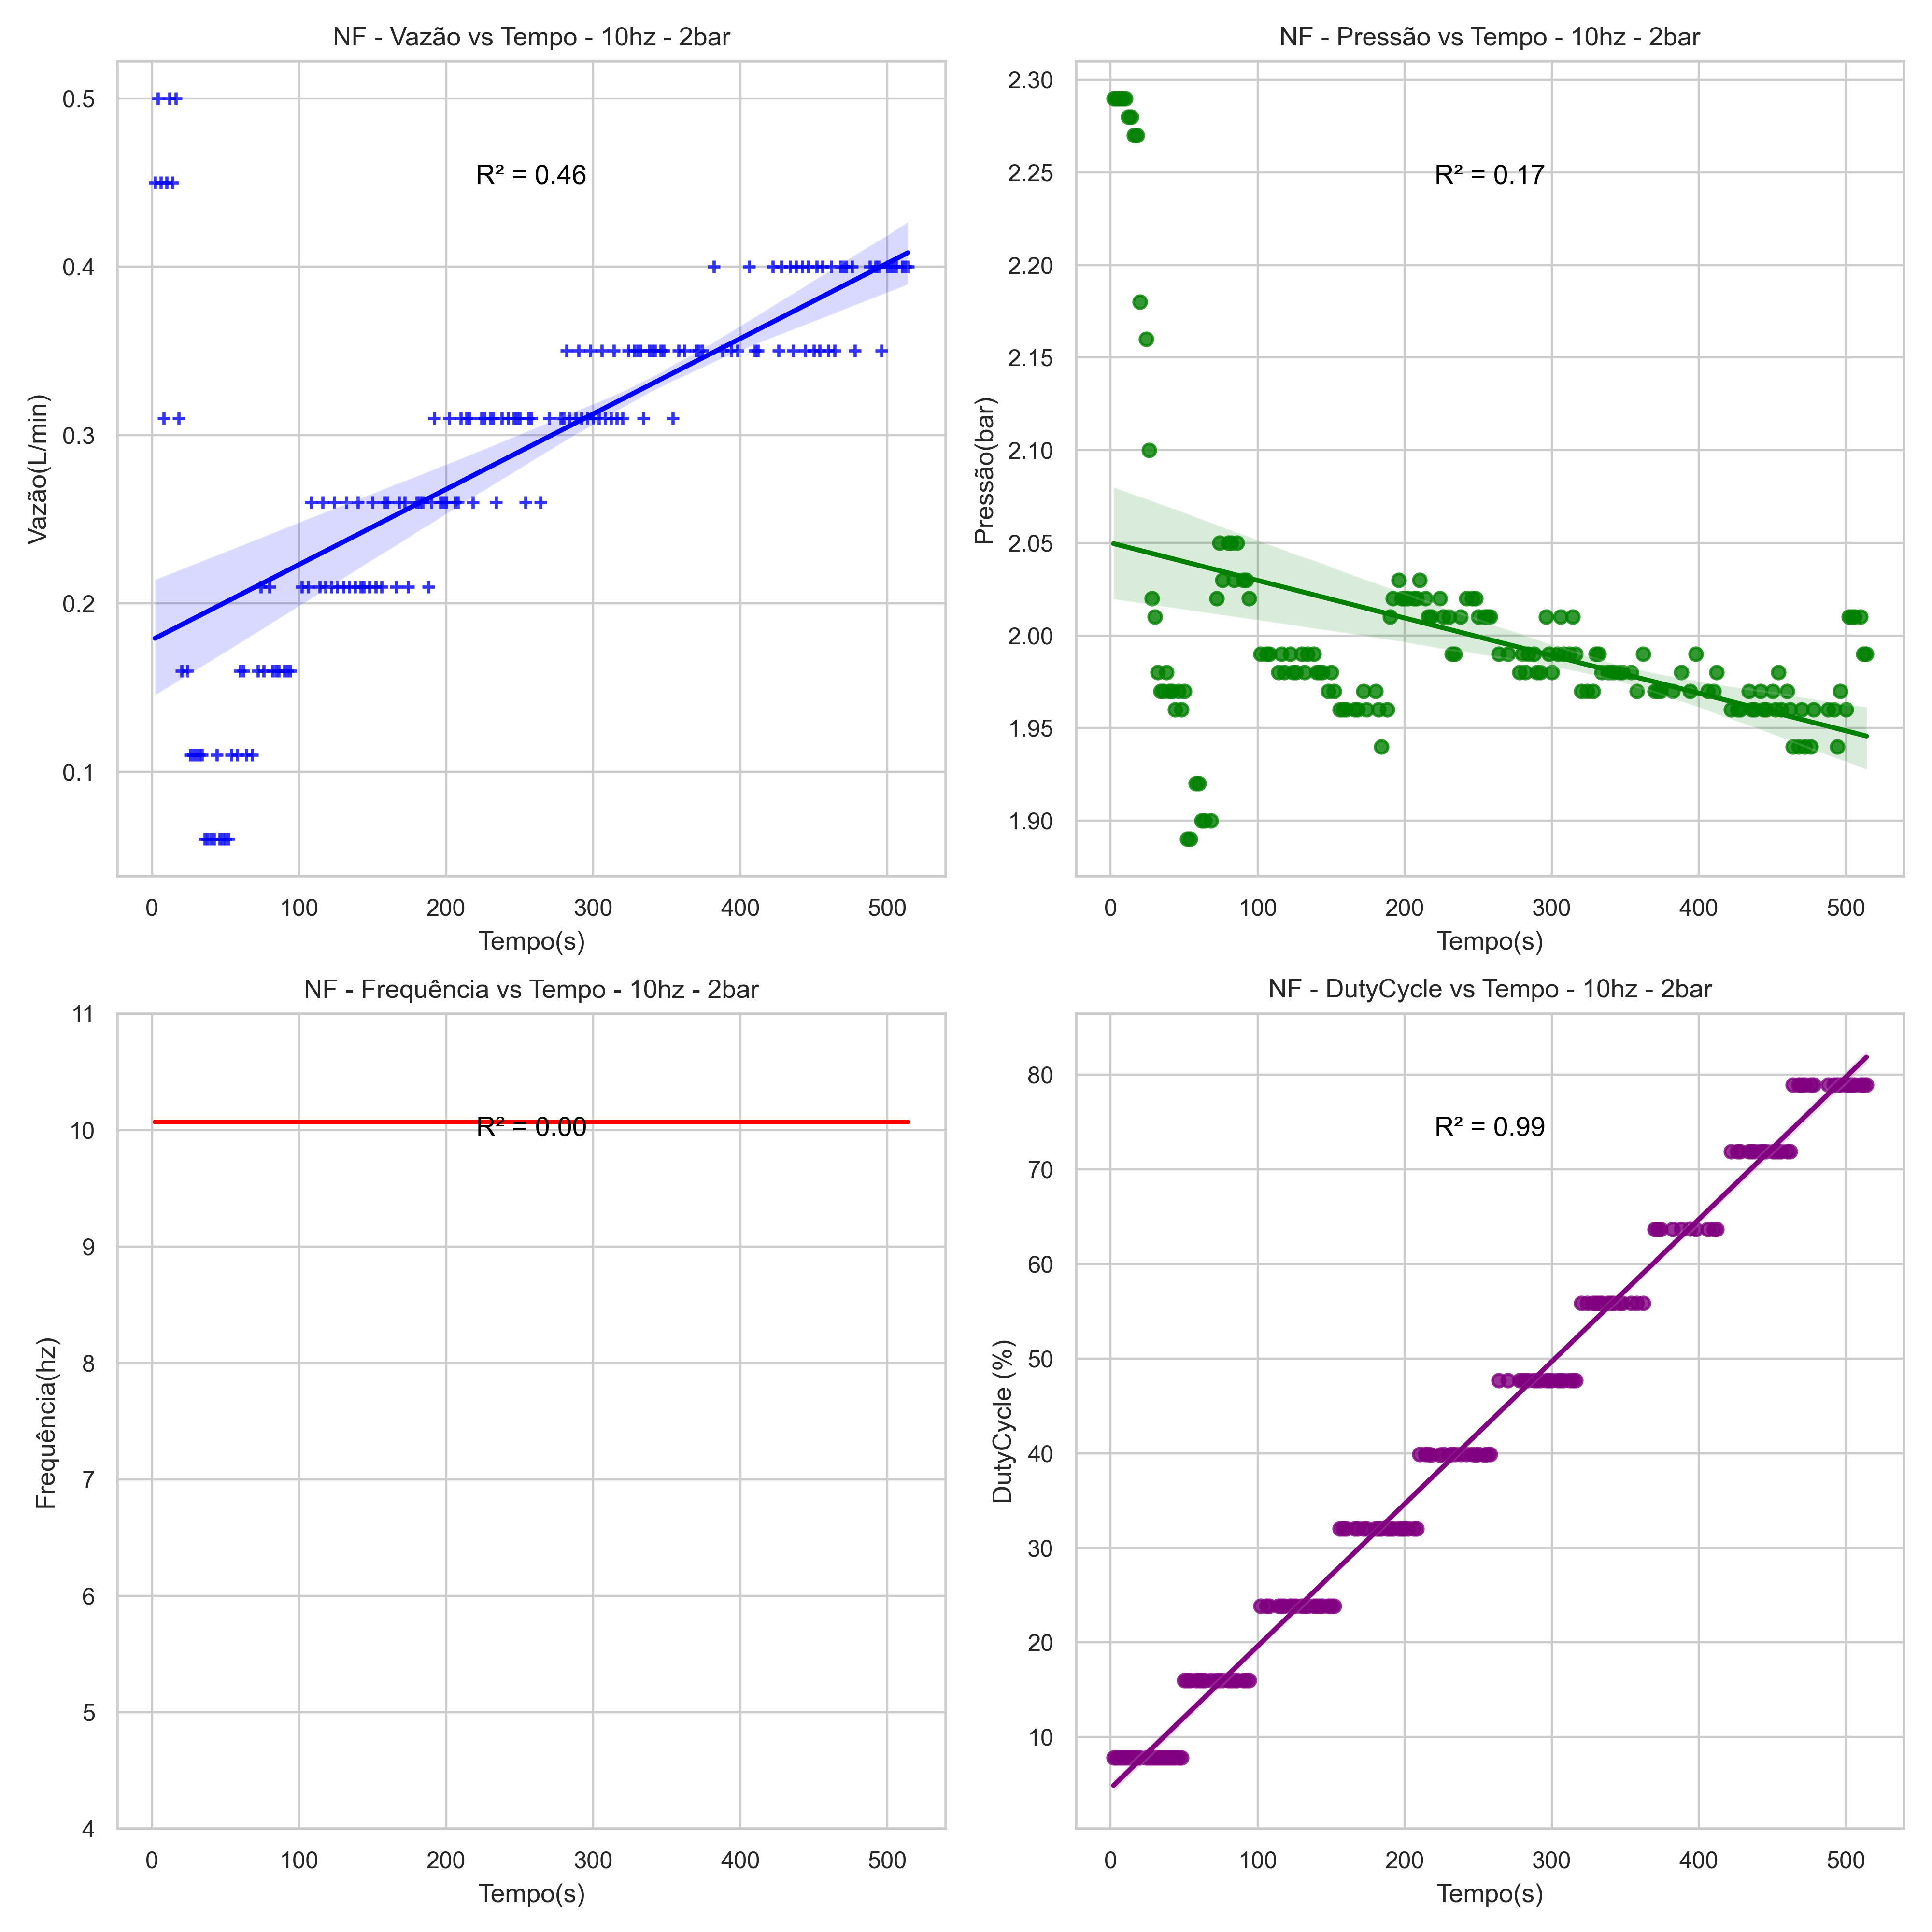 NF - Vazão vs Tempo - 10hz - 2bar
R² = 0.46
Vazão(L/min)
0.5
0.4
0.3
0.2
0.1
0 100 200 300 400 500
Tempo(s)
NF - Pressão vs Tempo - 10hz - 2bar
R² = 0.17
Pressão(bar)
2.30
2.25
2.20
2.15
2.10
2.05
2.00
1.95
1.90
0 100 200 300 400 500
Tempo(s)
NF - Frequência vs Tempo - 10hz - 2bar
R² = 0.00
Frequência(hz)
11
10
9
8
7
6
5
4
0 100 200 300 400 500
Tempo(s)
NF - DutyCycle vs Tempo - 10hz - 2bar
R² = 0.99
DutyCycle (%)
80
70
60
50
40
30
20
10
0 100 200 300 400 500
Tempo(s)